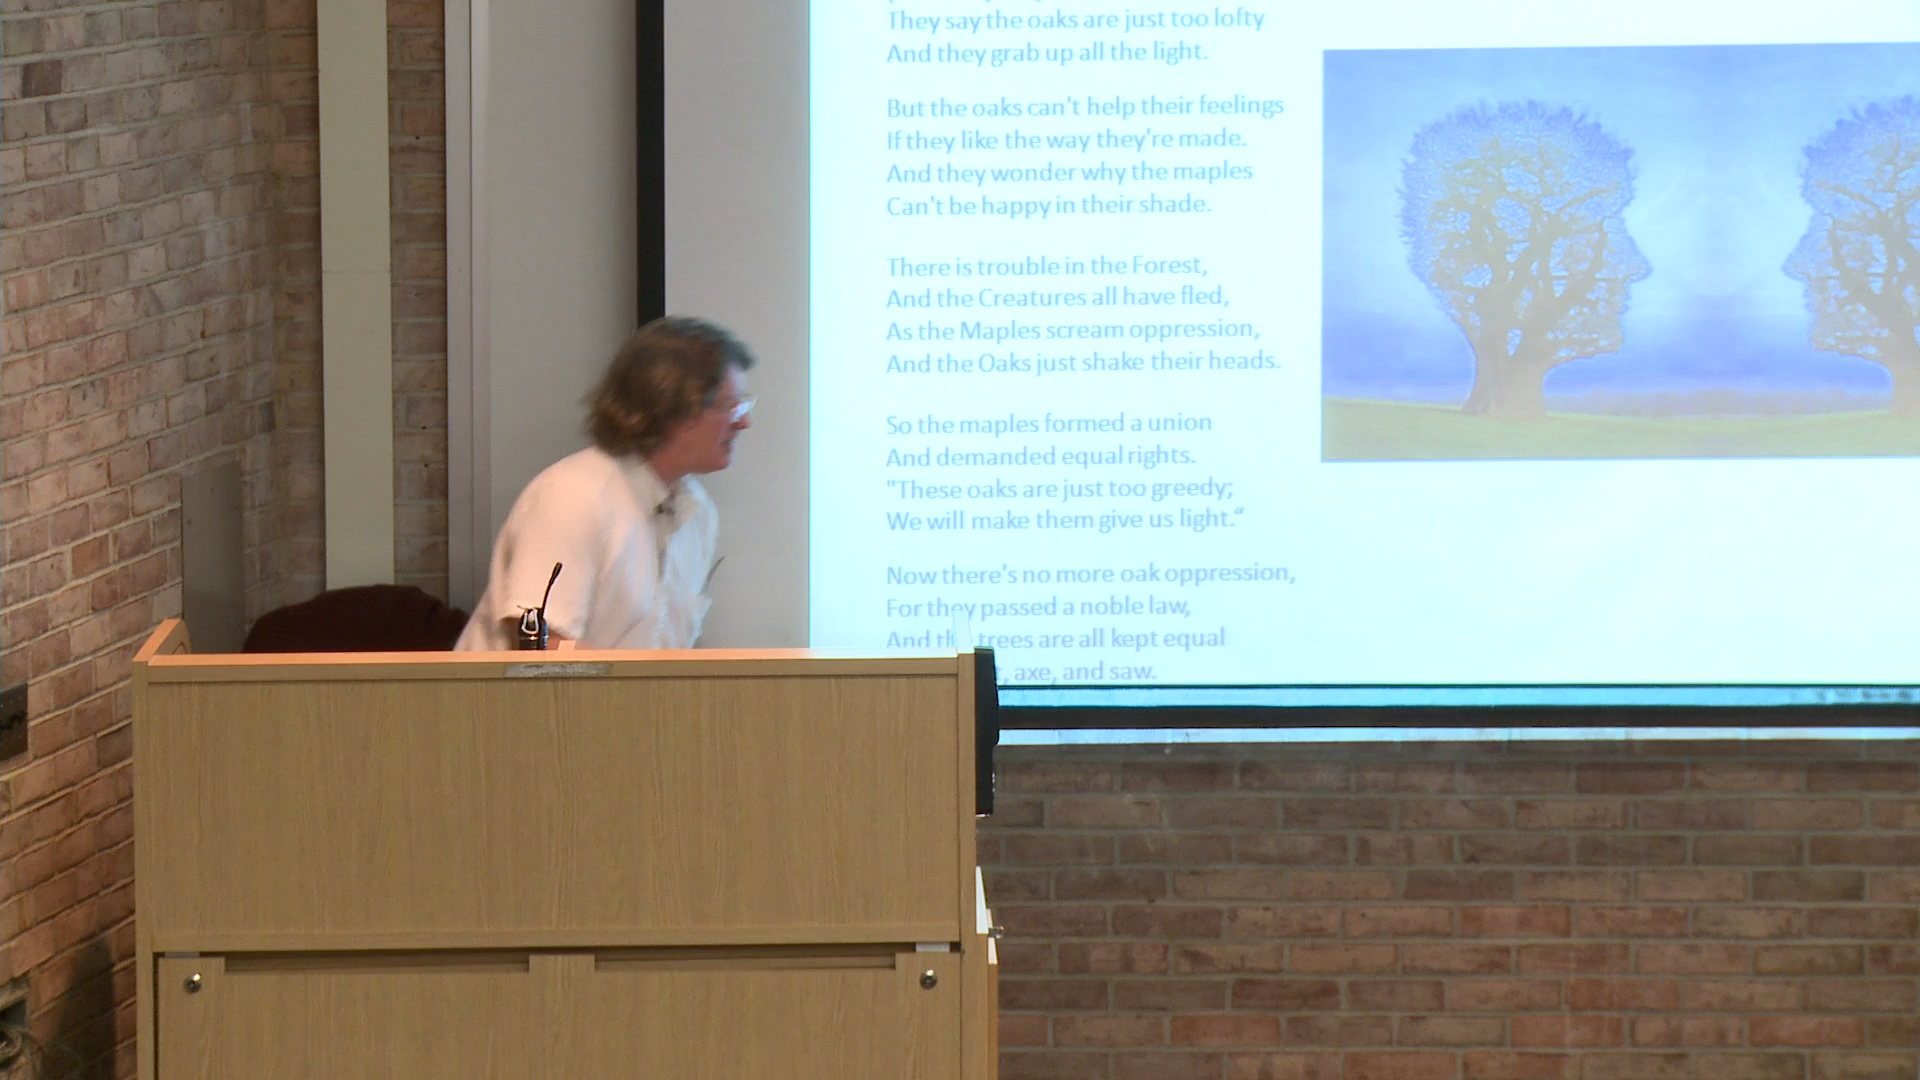 They say the oaks are just too lofty
And they grab up all the light.
But the oaks can't help their feelings
If they like the way they're made.
And they wonder why the maples
Can't be happy in their shade.
There is trouble in the Forest,
And the Creatures all have fled,
As the Maples scream oppression,
And the Oaks just shake their heads.
So the maples formed a union
And demanded equal rights.
"These oaks are just too greedy;
We will make them give us light.“
Now there's no more oak oppression,
For they passed a noble law,
And the trees are all kept equal
axe, and saw.